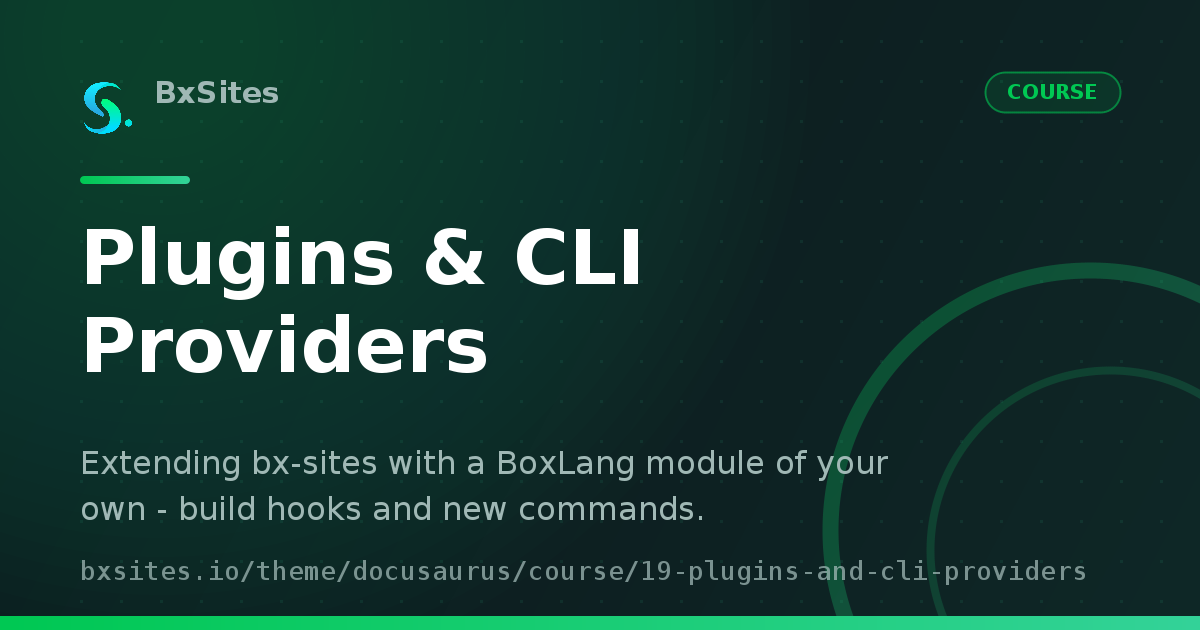 BxSites
COURSE
Plugins & CLI
Providers
Extending bx-sites with a BoxLang module of your
own - build hooks and new commands.
bxsites.io/theme/docusaurus/course/19-plugins-and-cli-providers